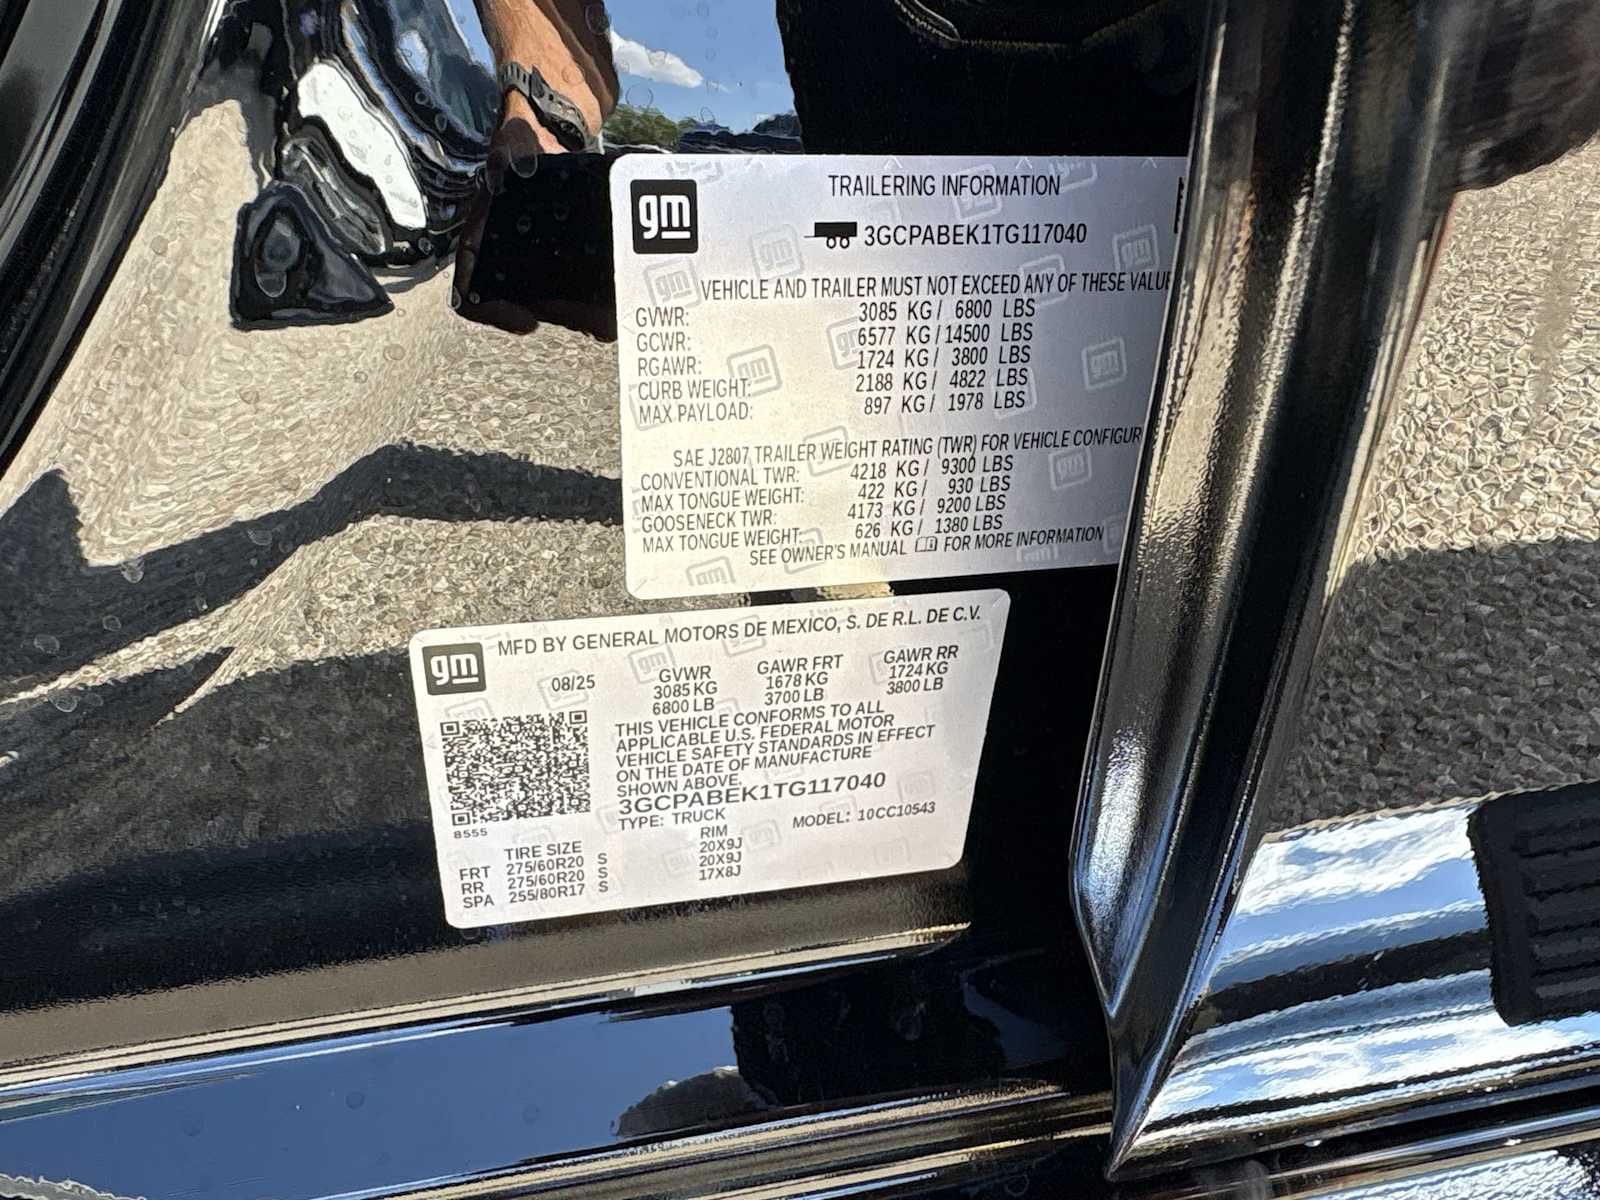 gm
TRAILERING INFORMATION
3GCPABEK1TG117040
VEHICLE AND TRAILER MUST NOT EXCEED ANY OF THESE VALUE
GVWR: 3085 KG / 6800 LBS
GCWR: 6577 KG / 14500 LBS
RGAWR: 1724 KG / 3800 LBS
CURB WEIGHT: 2188 KG / 4822 LBS
MAX PAYLOAD: 897 KG / 1978 LBS
SAE J2807 TRAILER WEIGHT RATING (TWR) FOR VEHICLE CONFIGUR
CONVENTIONAL TWR: 4218 KG / 9300 LBS
MAX TONGUE WEIGHT: 422 KG / 930 LBS
GOOSENECK TWR: 4173 KG / 9200 LBS
MAX TONGUE WEIGHT: 626 KG / 1380 LBS
SEE OWNER'S MANUAL FOR MORE INFORMATION
gm
MFD BY GENERAL MOTORS DE MEXICO, S. DE R.L. DE C.V.
08/25 GVWR GAWR FRT GAWR RR
3085 KG 1678 KG 1724 KG
6800 LB 3700 LB 3800 LB
THIS VEHICLE CONFORMS TO ALL
APPLICABLE U.S. FEDERAL MOTOR
VEHICLE SAFETY STANDARDS IN EFFECT
ON THE DATE OF MANUFACTURE
SHOWN ABOVE.
3GCPABEK1TG117040
8555
TYPE: TRUCK MODEL: 10CC10543
TIRE SIZE RIM
FRT 275/60R20 S 20X9J
RR 275/60R20 S 20X9J
SPA 255/80R17 S 17X8J